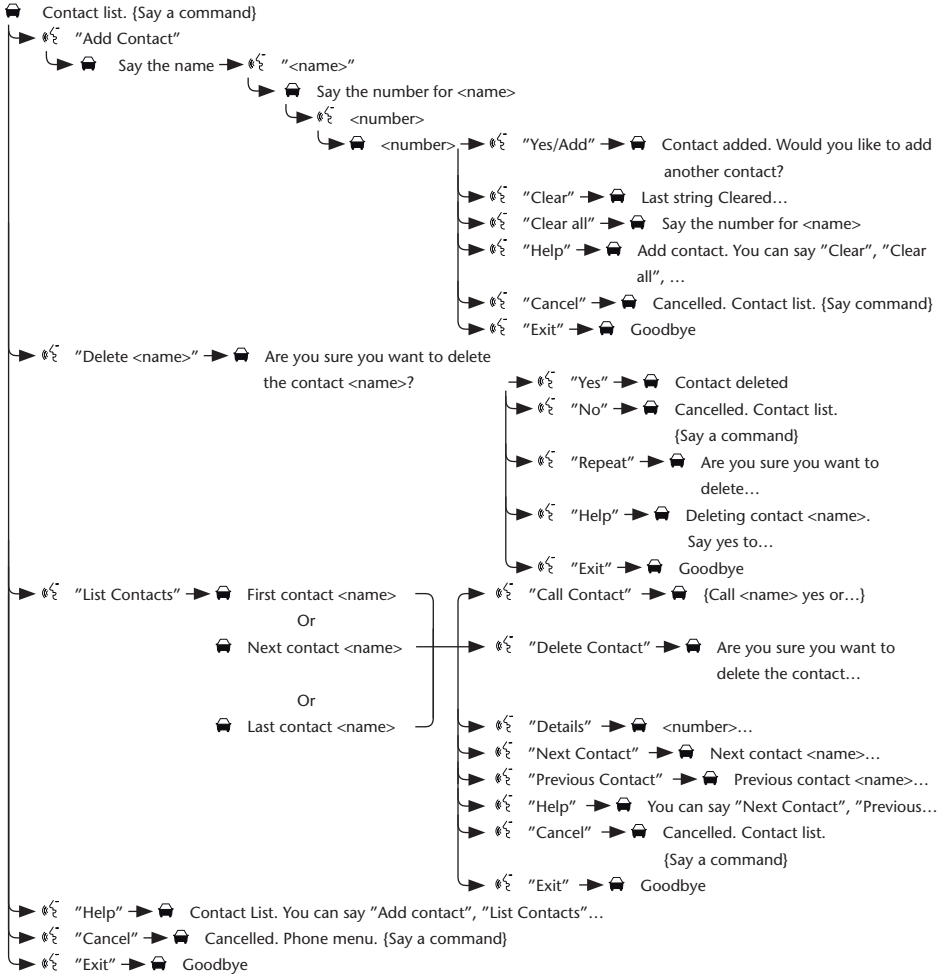 Contact list. {Say a command}
"Add Contact"
Say the name "<name>"
Say the number for <name>
<number>
<number> "Yes/Add" Contact added. Would you like to add
another contact?
"Clear" Last string Cleared…
"Clear all" Say the number for <name>
"Help" Add contact. You can say "Clear", "Clear
all", …
"Cancel" Cancelled. Contact list. {Say command}
"Exit" Goodbye
"Delete <name>" Are you sure you want to delete
the contact <name>?
"Yes" Contact deleted
"No" Cancelled. Contact list.
{Say a command}
"Repeat" Are you sure you want to
delete…
"Help" Deleting contact <name>.
Say yes to…
"Exit" Goodbye
"List Contacts" First contact <name> "Call Contact" {Call <name> yes or…}
Or
Next contact <name> "Delete Contact" Are you sure you want to
delete the contact…
Or
Last contact <name> "Details" <number>…
"Next Contact" Next contact <name>…
"Previous Contact" Previous contact <name>…
"Help" You can say "Next Contact", "Previous…
"Cancel" Cancelled. Contact list.
{Say a command}
"Exit" Goodbye
"Help" Contact List. You can say "Add contact", "List Contacts"…
"Cancel" Cancelled. Phone menu. {Say a command}
"Exit" Goodbye